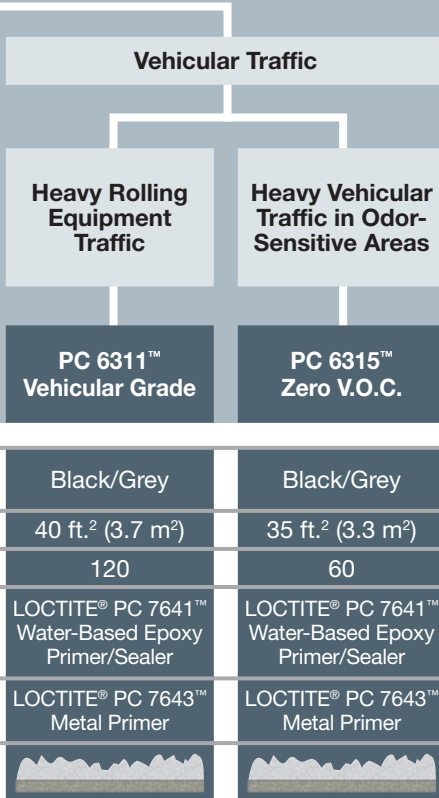 Vehicular Traffic
Heavy Rolling
Equipment
Traffic
Heavy Vehicular
Traffic in Odor-
Sensitive Areas
PC 6311™
Vehicular Grade
PC 6315™
Zero V.O.C.
Black/Grey
Black/Grey
40 ft.² (3.7 m²)
35 ft.² (3.3 m²)
120
60
LOCTITE® PC 7641™
Water-Based Epoxy
Primer/Sealer
LOCTITE® PC 7641™
Water-Based Epoxy
Primer/Sealer
LOCTITE® PC 7643™
Metal Primer
LOCTITE® PC 7643™
Metal Primer